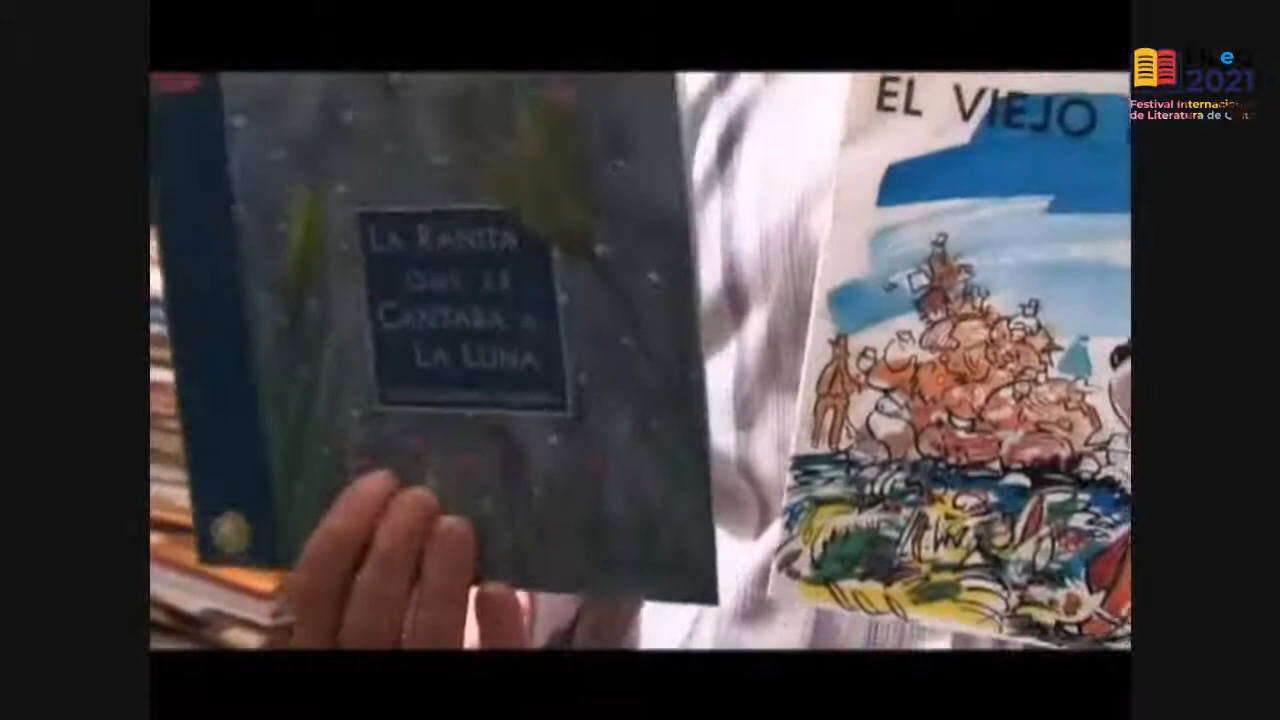 LA RANITA
QUE LE
CANTABA A
LA LUNA
EL VIEJO
2021
Festival Internacio
de Literatura de